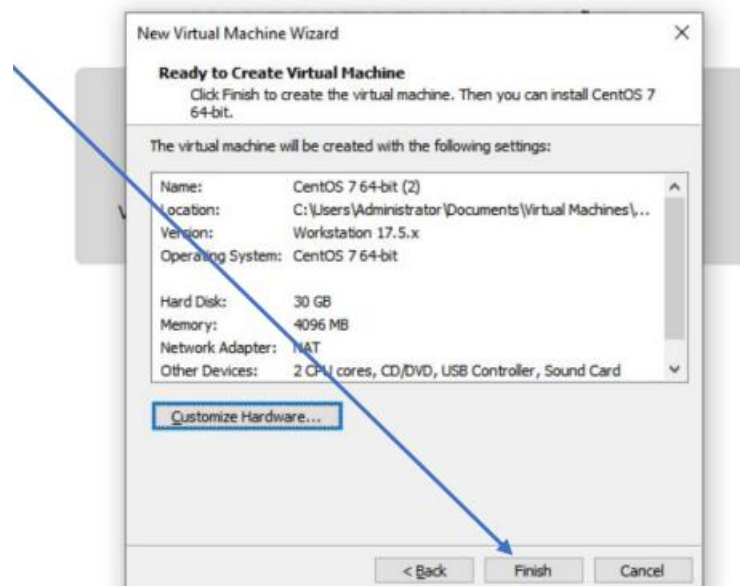 New Virtual Machine Wizard
Ready to Create Virtual Machine
Click Finish to create the virtual machine. Then you can install CentOS 7
64-bit.
The virtual machine will be created with the following settings:
Name: CentOS 7 64-bit (2)
Location: C:\Users\Administrator\Documents\Virtual Machines\...
Version: Workstation 17.5.x
Operating System: CentOS 7 64-bit
Hard Disk: 30 GB
Memory: 4096 MB
Network Adapter: NAT
Other Devices: 2 CPU cores, CD/DVD, USB Controller, Sound Card
Customize Hardware...
< Back Finish Cancel